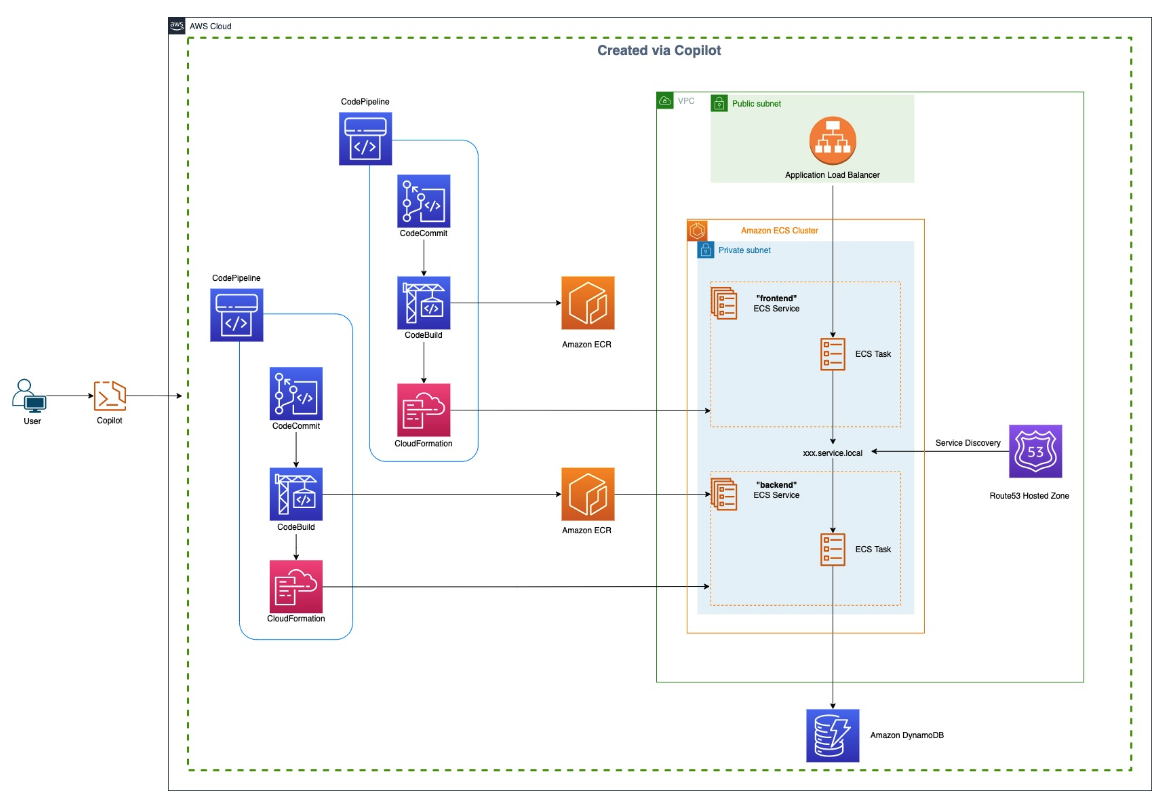 aws
AWS Cloud
Created via Copilot
CodePipeline
VPC
Public subnet
Application Load Balancer
CodeCommit
Amazon ECS Cluster
Private subnet
CodePipeline
"frontend"
ECS Service
CodeBuild
Amazon ECR
ECS Task
User
Copilot
CodeCommit
CloudFormation
Service Discovery
xxx.service.local
53
Route53 Hosted Zone
"backend"
ECS Service
CodeBuild
Amazon ECR
ECS Task
CloudFormation
Amazon DynamoDB